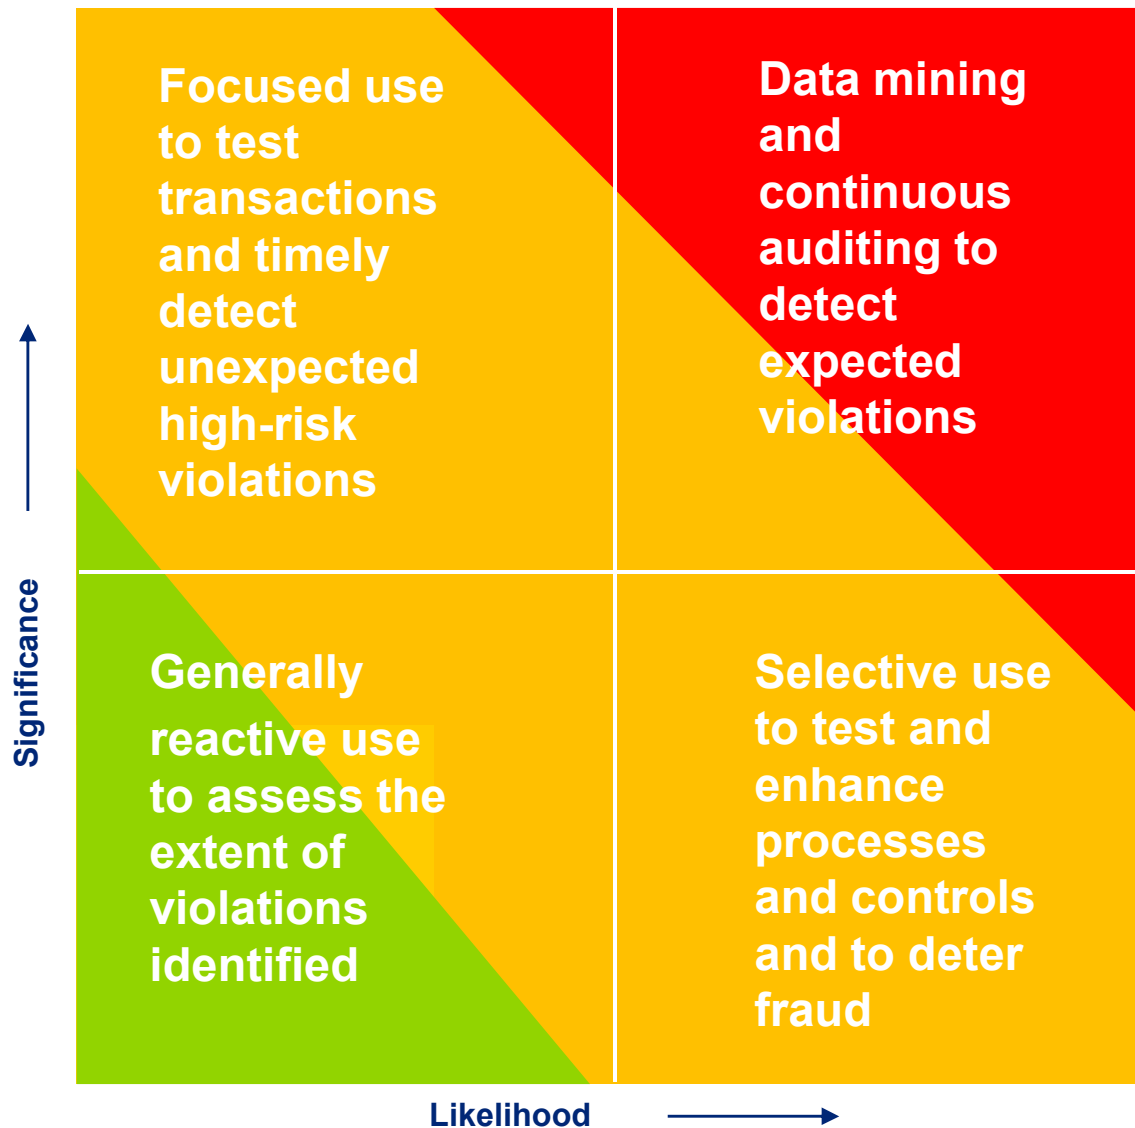 Focused use
to test
transactions
and timely
detect
unexpected
high-risk
violations
Data mining
and
continuous
auditing to
detect
expected
violations
Significance
Generally
reactive use
to assess the
extent of
violations
identified
Selective use
to test and
enhance
processes
and controls
and to deter
fraud
Likelihood